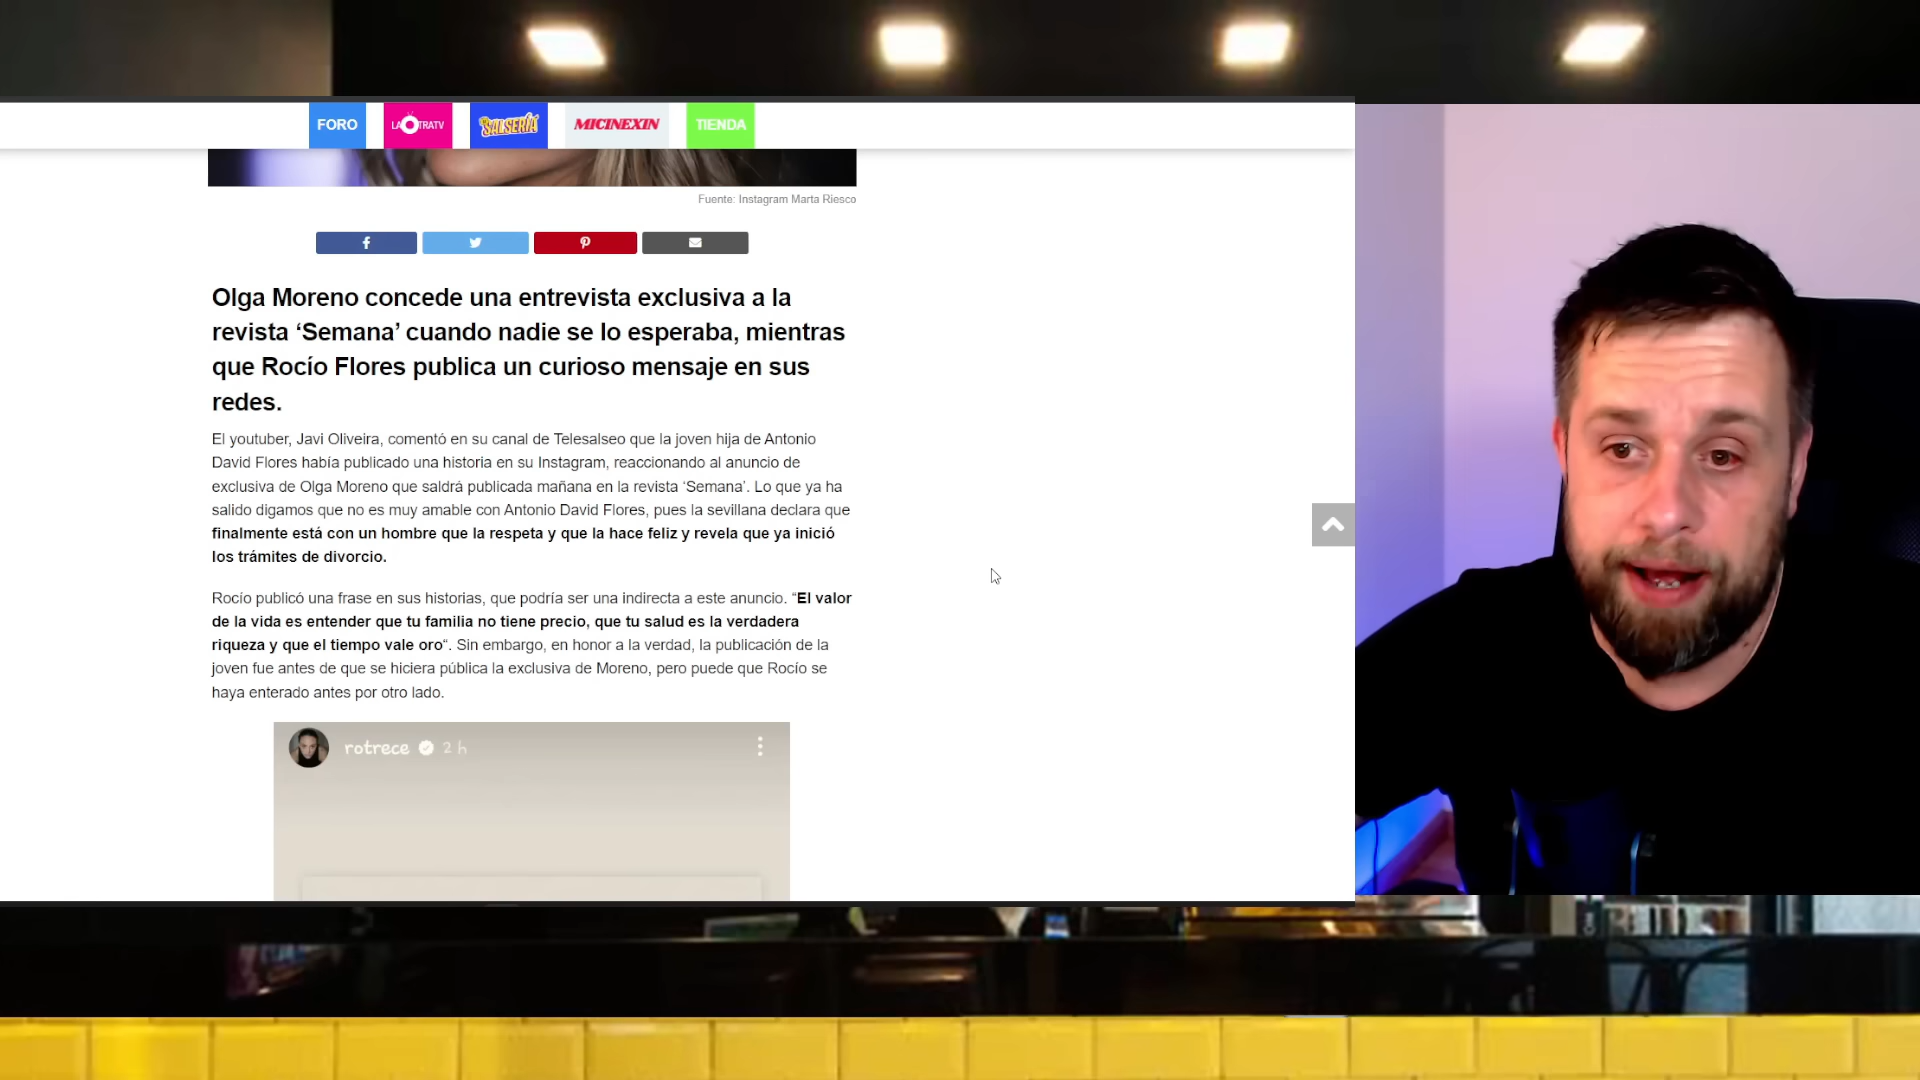 FORO
LA OTRATV
SALSERÍA
MICINEXIN
TIENDA
Fuente: Instagram Marta Riesco
Olga Moreno concede una entrevista exclusiva a la
revista ‘Semana’ cuando nadie se lo esperaba, mientras
que Rocío Flores publica un curioso mensaje en sus
redes.
El youtuber, Javi Oliveira, comentó en su canal de Telesalseo que la joven hija de Antonio
David Flores había publicado una historia en su Instagram, reaccionando al anuncio de
exclusiva de Olga Moreno que saldrá publicada mañana en la revista ‘Semana’. Lo que ya ha
salido digamos que no es muy amable con Antonio David Flores, pues la sevillana declara que
finalmente está con un hombre que la respeta y que la hace feliz y revela que ya inició
los trámites de divorcio.
Rocío publicó una frase en sus historias, que podría ser una indirecta a este anuncio. “El valor
de la vida es entender que tu familia no tiene precio, que tu salud es la verdadera
riqueza y que el tiempo vale oro“. Sin embargo, en honor a la verdad, la publicación de la
joven fue antes de que se hiciera pública la exclusiva de Moreno, pero puede que Rocío se
haya enterado antes por otro lado.
rotrece 2 h